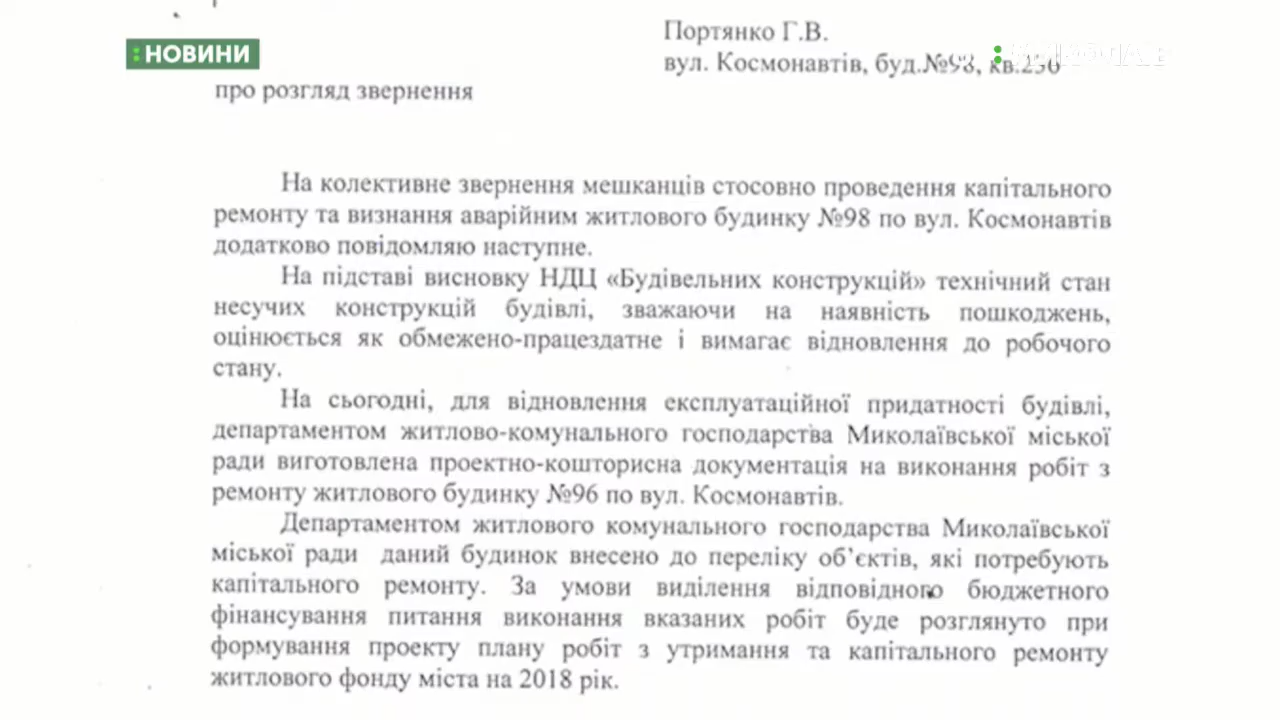 :НОВИНИ
Портянко Г.В.
вул. Космонавтів, буд.№98, кв.256
про розгляд звернення
На колективне звернення мешканців стосовно проведення капітального
ремонту та визнання аварійним житлового будинку №98 по вул. Космонавтів
додатково повідомляю наступне.
На підставі висновку НДЦ «Будівельних конструкцій» технічний стан
несучих конструкцій будівлі, зважаючи на наявність пошкоджень,
оцінюється як обмежено-працездатне і вимагає відновлення до робочого
стану.
На сьогодні, для відновлення експлуатаційної придатності будівлі,
департаментом житлово-комунального господарства Миколаївської міської
ради виготовлена проектно-кошторисна документація на виконання робіт з
ремонту житлового будинку №96 по вул. Космонавтів.
Департаментом житлового комунального господарства Миколаївської
міської ради даний будинок внесено до переліку об’єктів, які потребують
капітального ремонту. За умови виділення відповідного бюджетного
фінансування питання виконання вказаних робіт буде розглянуто при
формування проекту плану робіт з утримання та капітального ремонту
житлового фонду міста на 2018 рік.